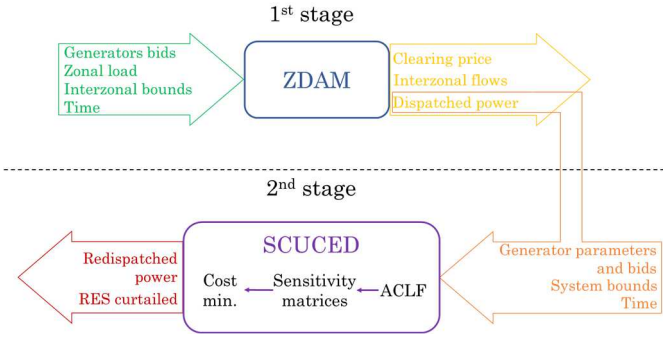 1st stage
Generators bids
Zonal load
Interzonal bounds
Time
ZDAM
Clearing price
Interzonal flows
Dispatched power
2nd stage
Redispatched
power
RES curtailed
SCUCED
Cost
min.
Sensitivity
matrices
ACLF
Generator parameters
and bids
System bounds
Time